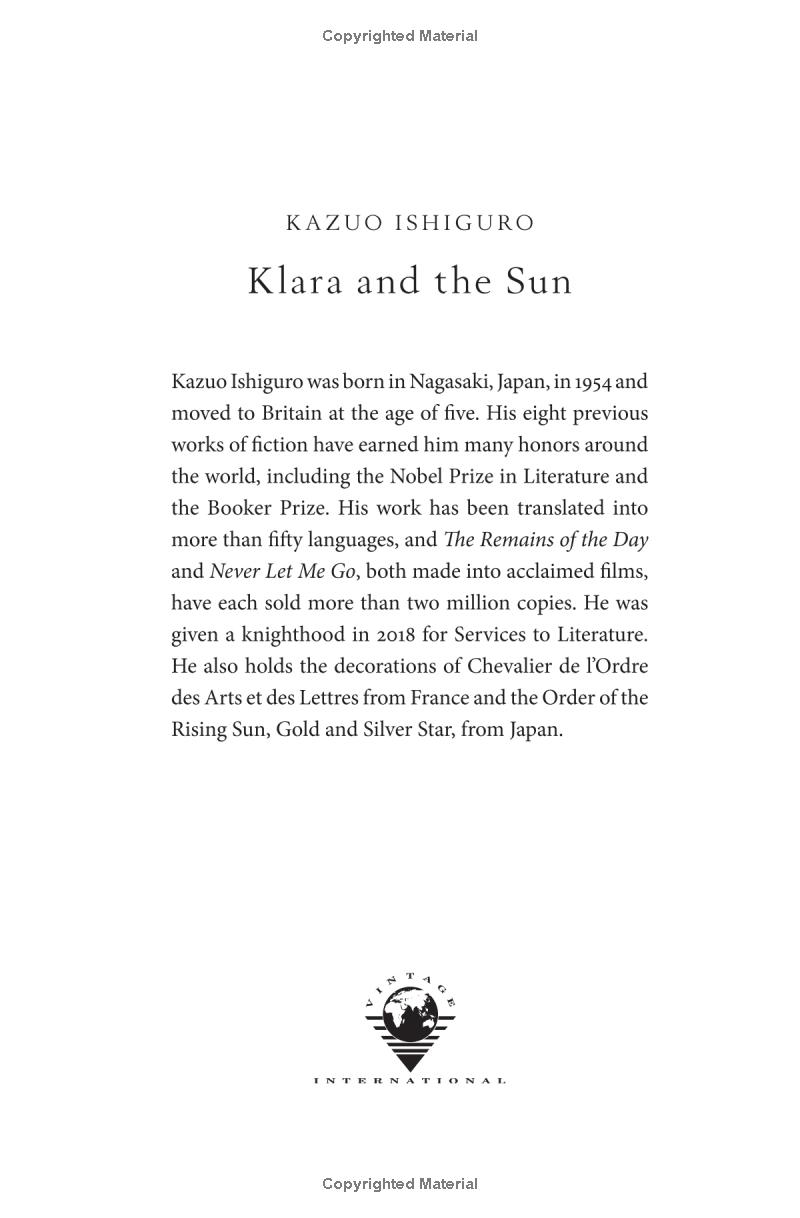 Copyrighted Material
KAZUO ISHIGURO
Klara and the Sun
Kazuo Ishiguro was born in Nagasaki, Japan, in 1954 and
moved to Britain at the age of five. His eight previous
works of fiction have earned him many honors around
the world, including the Nobel Prize in Literature and
the Booker Prize. His work has been translated into
more than fifty languages, and The Remains of the Day
and Never Let Me Go, both made into acclaimed films,
have each sold more than two million copies. He was
given a knighthood in 2018 for Services to Literature.
He also holds the decorations of Chevalier de l’Ordre
des Arts et des Lettres from France and the Order of the
Rising Sun, Gold and Silver Star, from Japan.
VINTAGE
INTERNATIONAL
Copyrighted Material